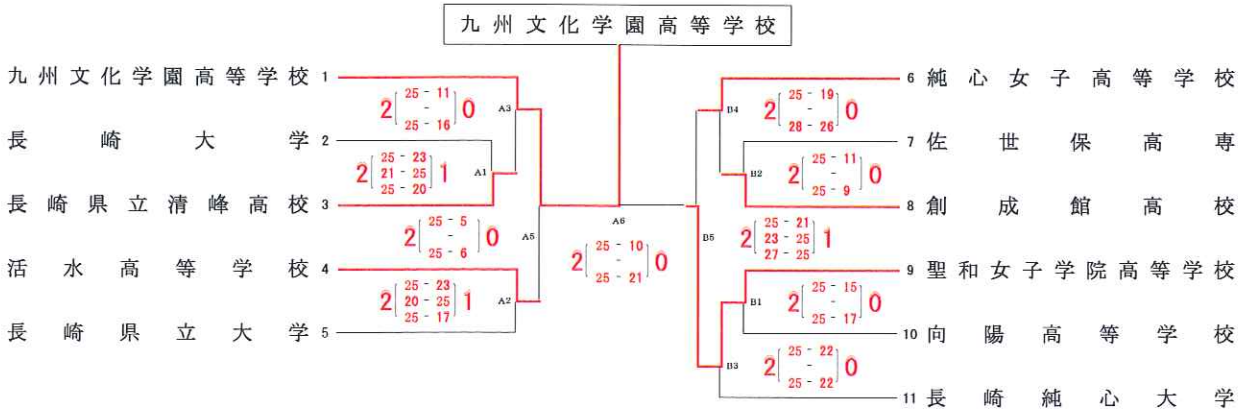 九州文化学園高等学校
九州文化学園高等学校 1
6 純心女子高等学校
2 25 - 11 - 25 - 16 0
A3
B4
2 25 - 19 - 28 - 26 0
長崎大学 2
7 佐世保高専
2 25 - 23 21 - 25 25 - 20 1
A1
B2
2 25 - 11 - 25 - 9 0
長崎県立清峰高校 3
8 創成館高校
2 25 - 5 - 25 - 6 0
A5
A6
2 25 - 10 - 25 - 21 0
B5
2 25 - 21 23 - 25 27 - 25 1
活水高等学校 4
9 聖和女子学院高等学校
2 25 - 23 20 - 25 25 - 17 1
A2
B1
2 25 - 15 - 25 - 17 0
長崎県立大学 5
10 向陽高等学校
B3
2 25 - 22 - 25 - 22 0
11 長崎純心大学